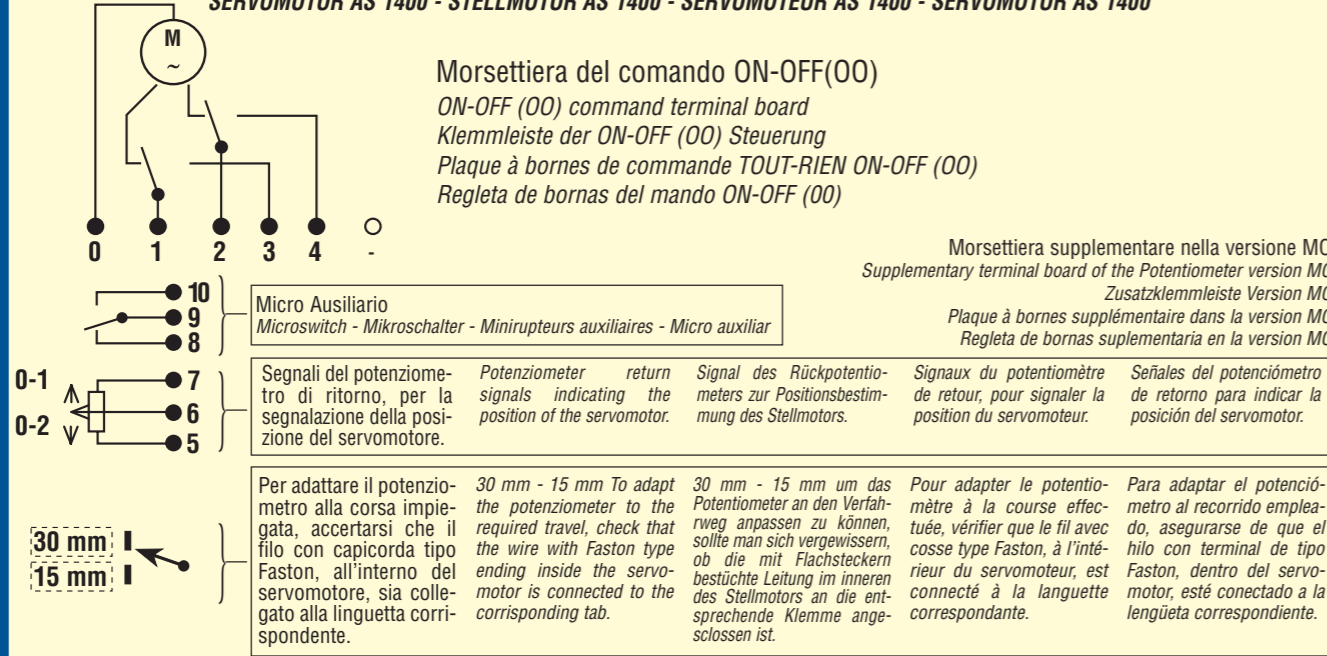 SERVOMOTOR AS 1400 - STELLMOTOR AS 1400 - SERVOMOTEUR AS 1400 - SERVOMOTOR AS 1400
M
~
Morsettiera del comando ON-OFF(OO)
ON-OFF (OO) command terminal board
Klemmleiste der ON-OFF (OO) Steuerung
Plaque à bornes de commande TOUT-RIEN ON-OFF (OO)
Regleta de bornas del mando ON-OFF (00)
0 1 2 3 4 -
Morsettiera supplementare nella versione
Supplementary terminal board of the Potentiometer version
Zusatzklemmleiste Version
Plaque à bornes supplémentaire dans la version
Regleta de bornas suplementaria en la version
10
9
8
Micro Ausiliario
Microswitch - Mikroschalter - Minirupteurs auxiliaires - Micro auxiliar
0-1
0-2
7
6
5
Segnali del potenziome-
tro di ritorno, per la
segnalazione della posi-
zione del servomotore.
Potenziometer return
signals indicating the
position of the servomotor.
Signal des Rückpotentio-
meters zur Positionsbestim-
mung des Stellmotors.
Signaux du potentiomètre
de retour, pour signaler la
position du servomoteur.
Señales del potenciómetro
de retorno para indicar la
posición del servomotor.
30 mm
15 mm
Per adattare il potenzio-
metro alla corsa impie-
gata, accertarsi che il
filo con capicorda tipo
Faston, all'interno del
servomotore, sia colle-
gato alla linguetta corri-
spondente.
30 mm - 15 mm To adapt
the potenziometer to the
required travel, check that
the wire with Faston type
ending inside the servo-
motor is connected to the
corrisponding tab.
30 mm - 15 mm um das
Potentiometer an den Verfah-
rweg anpassen zu können,
sollte man sich vergewissern,
ob die mit Flachsteckern
bestüchte Leitung im inneren
des Stellmotors an die ent-
sprechende Klemme ange-
sclossen ist.
Pour adapter le potentio-
mètre à la course effec-
tuée, vérifier que le fil avec
cosse type Faston, à l'inté-
rieur du servomoteur, est
connecté à la languette
correspondante.
Para adaptar el potenció-
metro al recorrido emplea-
do, asegurarse de que el
hilo con terminal de tipo
Faston, dentro del servo-
motor, esté conectado a la
lengüeta correspondiente.